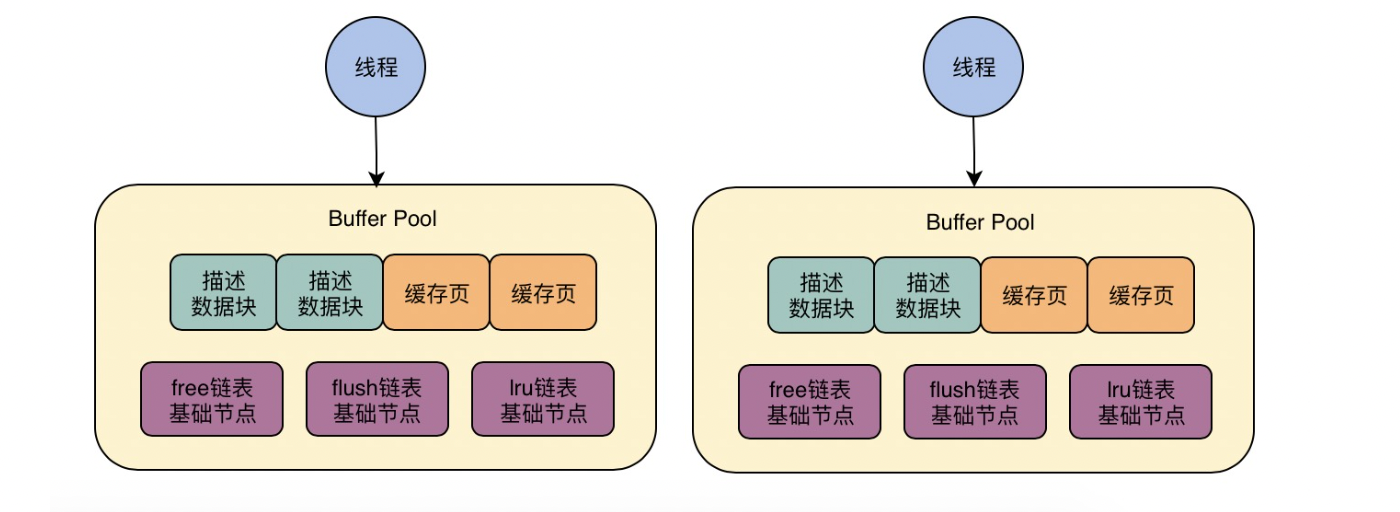 线程
线程
Buffer Pool
描述
数据块
描述
数据块
缓存页
缓存页
free链表
基础节点
flush链表
基础节点
lru链表
基础节点
Buffer Pool
描述
数据块
描述
数据块
缓存页
缓存页
free链表
基础节点
flush链表
基础节点
lru链表
基础节点